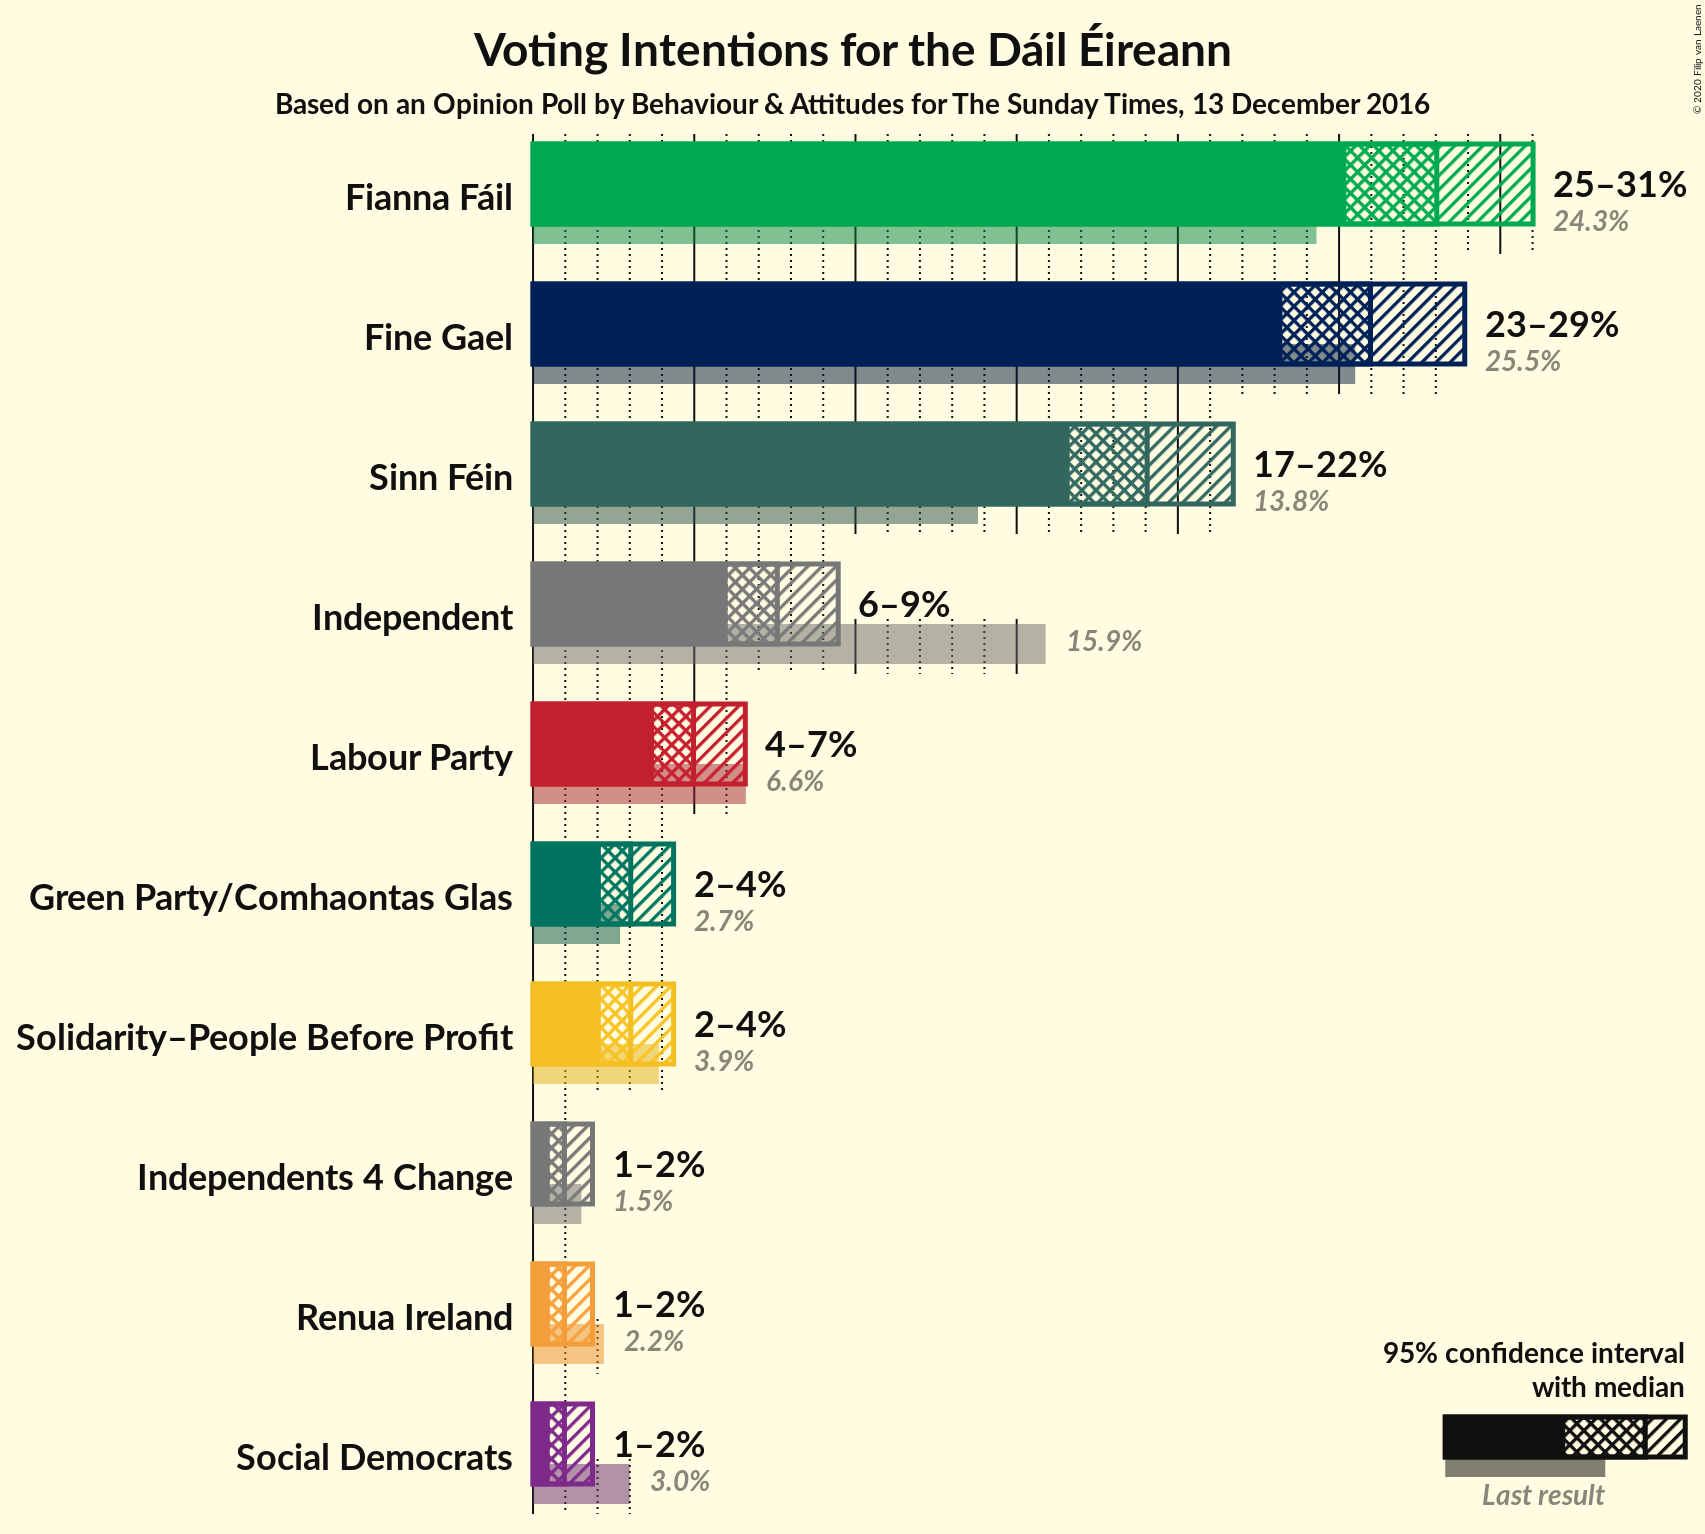 Voting Intentions for the Dáil Éireann
Based on an Opinion Poll by Behaviour & Attitudes for The Sunday Times, 13 December 2016
© 2020 Filip van Laenen
Fianna Fáil
25–31%
24.3%
Fine Gael
23–29%
25.5%
Sinn Féin
17–22%
13.8%
Independent
6–9%
15.9%
Labour Party
4–7%
6.6%
Green Party/Comhaontas Glas
2–4%
2.7%
Solidarity–People Before Profit
2–4%
3.9%
Independents 4 Change
1–2%
1.5%
Renua Ireland
1–2%
2.2%
Social Democrats
1–2%
3.0%
95% confidence interval
with median
Last result